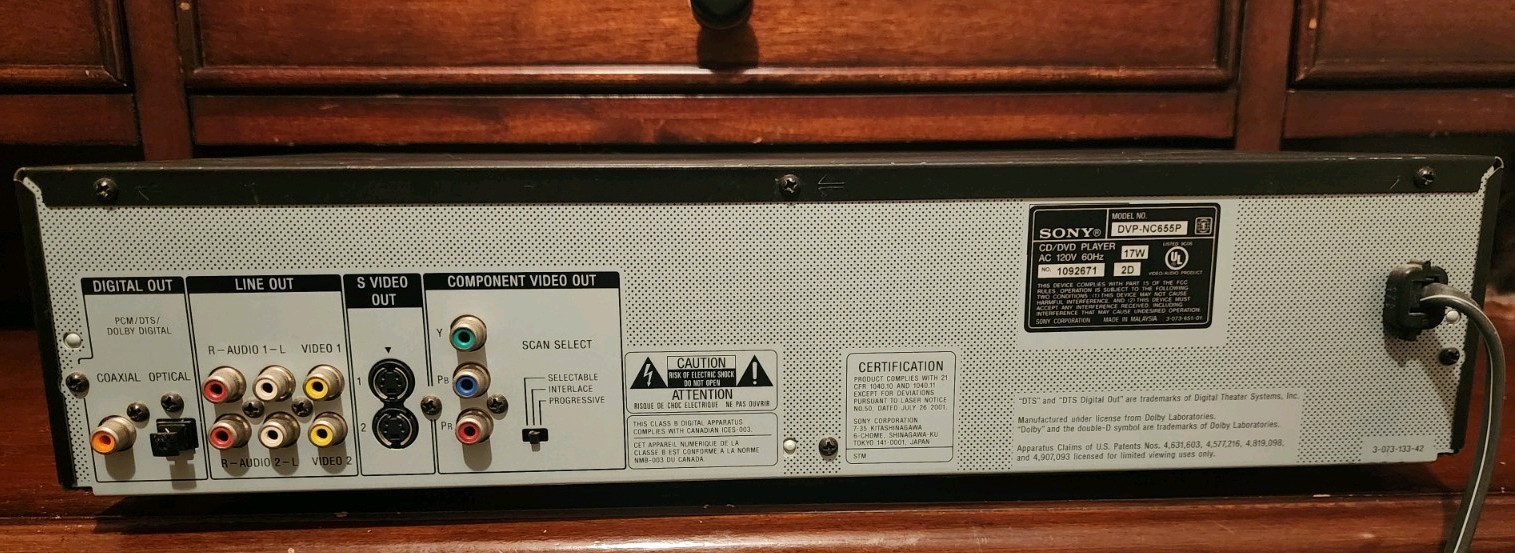 DIGITAL OUT
PCM/DTS/
DOLBY DIGITAL
COAXIAL OPTICAL
LINE OUT
R-AUDIO 1-L VIDEO 1
R-AUDIO 2-L VIDEO 2
S VIDEO
OUT
1
2
COMPONENT VIDEO OUT
Y
PB
PR
SCAN SELECT
SELECTABLE
INTERLACE
PROGRESSIVE
CAUTION
RISK OF ELECTRIC SHOCK
DO NOT OPEN
ATTENTION
RISQUE DE CHOC ELECTRIQUE NE PAS OUVRIR
THIS CLASS B DIGITAL APPARATUS
COMPLIES WITH CANADIAN ICES-003.
CET APPAREIL NUMERIQUE DE LA
CLASSE B EST CONFORME A LA NORME
NMB-003 DU CANADA.
CERTIFICATION
PRODUCT COMPLIES WITH 21
CFR 1040.10 AND 1040.11
EXCEPT FOR DEVIATIONS
PURSUANT TO LASER NOTICE
NO.50, DATED JULY 26 2001.
SONY CORPORATION
7-35 KITASHINAGAWA
6-CHOME, SHINAGAWA-KU
TOKYO 141-0001, JAPAN
STM
SONY®
MODEL NO.
DVP-NC655P
CD/DVD PLAYER
AC 120V 60Hz 17W
NO. 1092671 2D
LISTED
UL
VIDEO-AUDIO PRODUCT
THIS DEVICE COMPLIES WITH PART 15 OF THE FCC
RULES. OPERATION IS SUBJECT TO THE FOLLOWING
TWO CONDITIONS: (1) THIS DEVICE MAY NOT CAUSE
HARMFUL INTERFERENCE, AND (2) THIS DEVICE MUST
ACCEPT ANY INTERFERENCE RECEIVED, INCLUDING
INTERFERENCE THAT MAY CAUSE UNDESIRED OPERATION.
SONY CORPORATION MADE IN MALAYSIA 3-073-651-01
"DTS" and "DTS Digital Out" are trademarks of Digital Theater Systems, Inc.
Manufactured under license from Dolby Laboratories.
"Dolby" and the double-D symbol are trademarks of Dolby Laboratories.
Apparatus Claims of U.S. Patents Nos. 4,631,603, 4,577,216, 4,819,098,
and 4,907,093 licensed for limited viewing uses only.
3-073-133-42